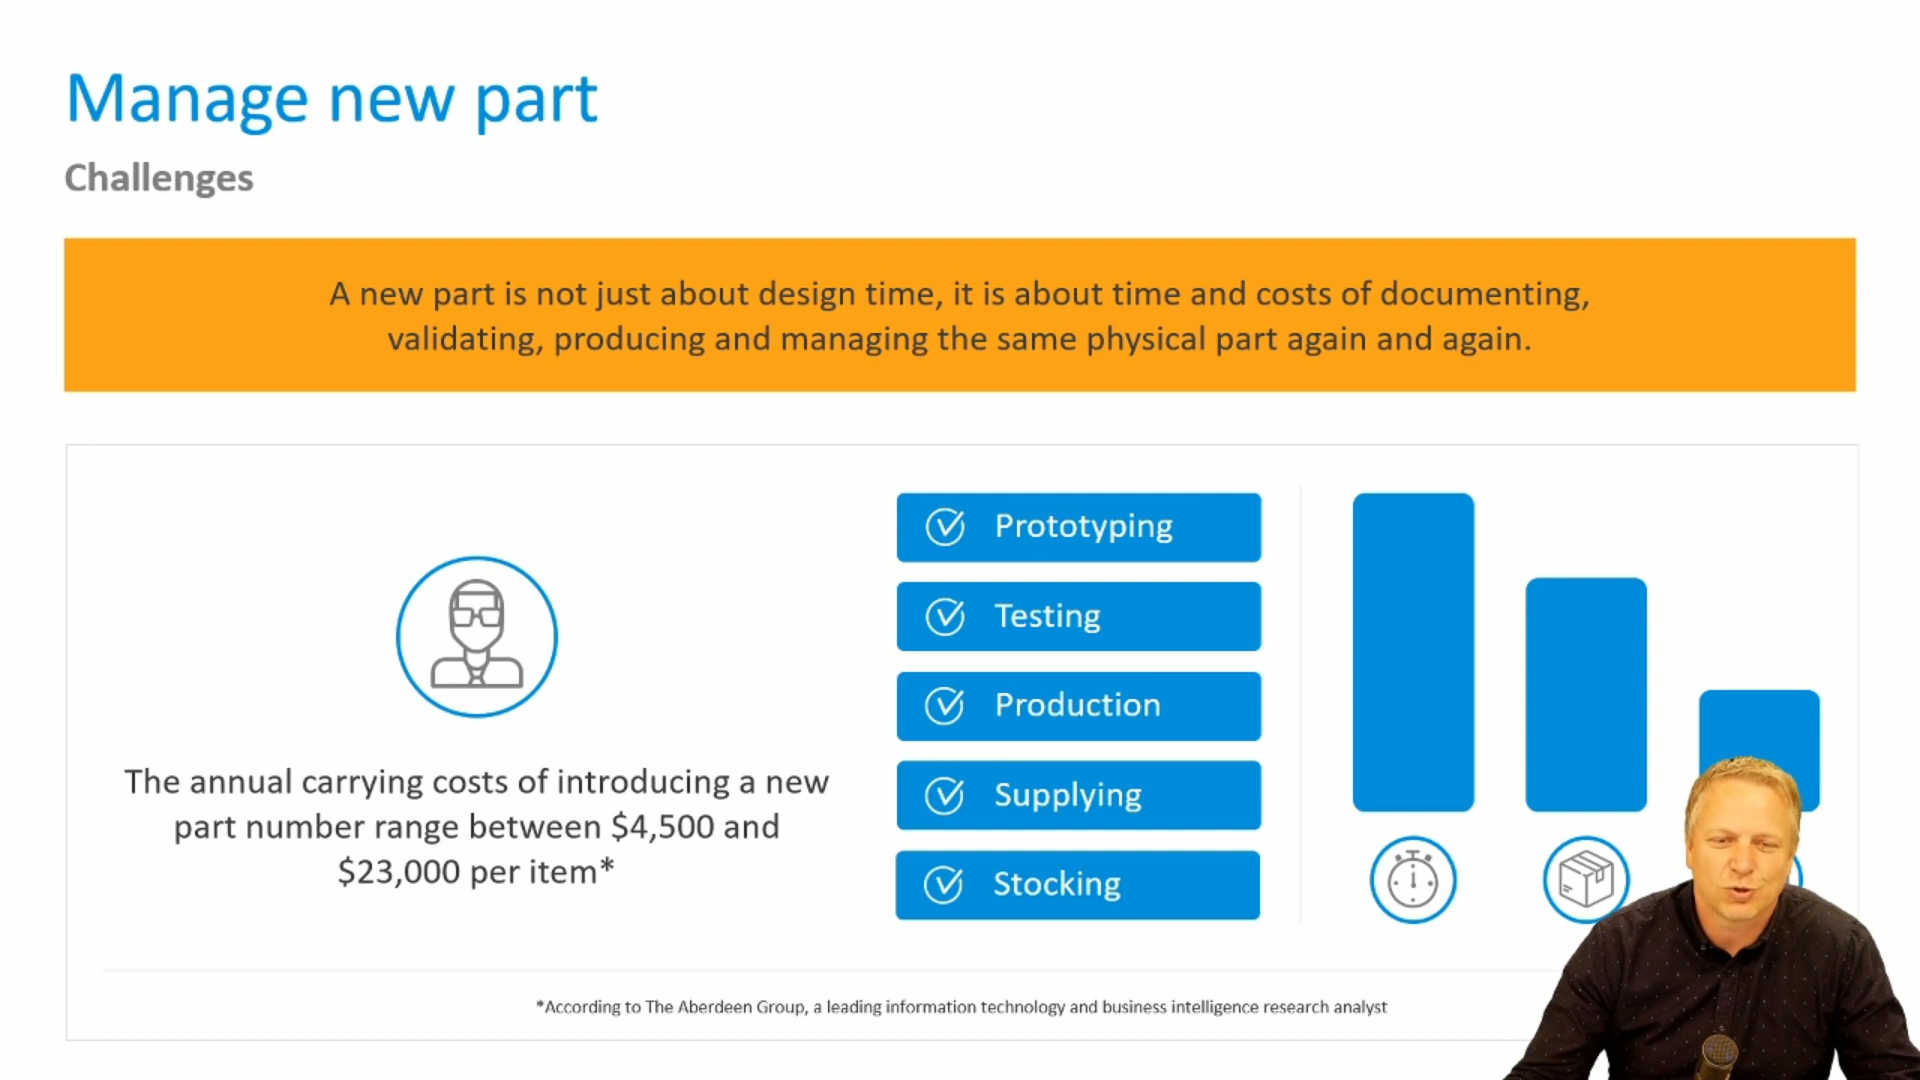 Manage new part
Challenges
A new part is not just about design time, it is about time and costs of documenting,
validating, producing and managing the same physical part again and again.
The annual carrying costs of introducing a new
part number range between $4,500 and
$23,000 per item*
Prototyping
Testing
Production
Supplying
Stocking
*According to The Aberdeen Group, a leading information technology and business intelligence research analyst